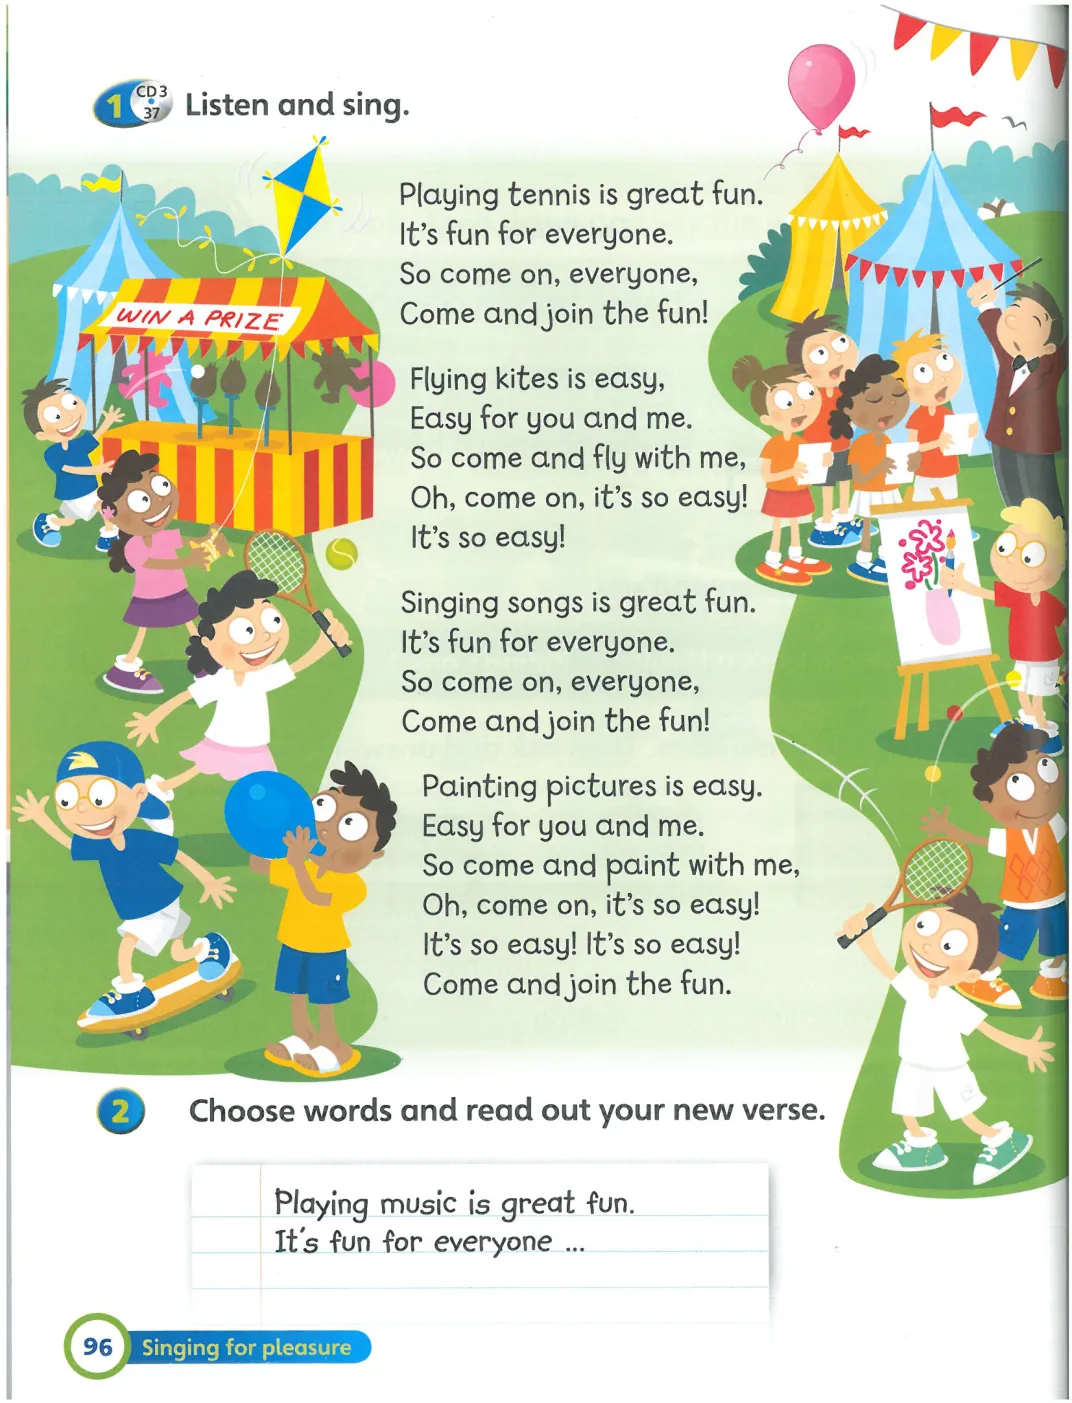 1 CD3 37 Listen and sing.
WIN A PRIZE
Playing tennis is great fun.
It's fun for everyone.
So come on, everyone,
Come and join the fun!
Flying kites is easy,
Easy for you and me.
So come and fly with me,
Oh, come on, it's so easy!
It's so easy!
Singing songs is great fun.
It's fun for everyone.
So come on, everyone,
Come and join the fun!
Painting pictures is easy.
Easy for you and me.
So come and paint with me,
Oh, come on, it's so easy!
It's so easy! It's so easy!
Come and join the fun.
2 Choose words and read out your new verse.
Playing music is great fun.
It's fun for everyone ...
96 Singing for pleasure